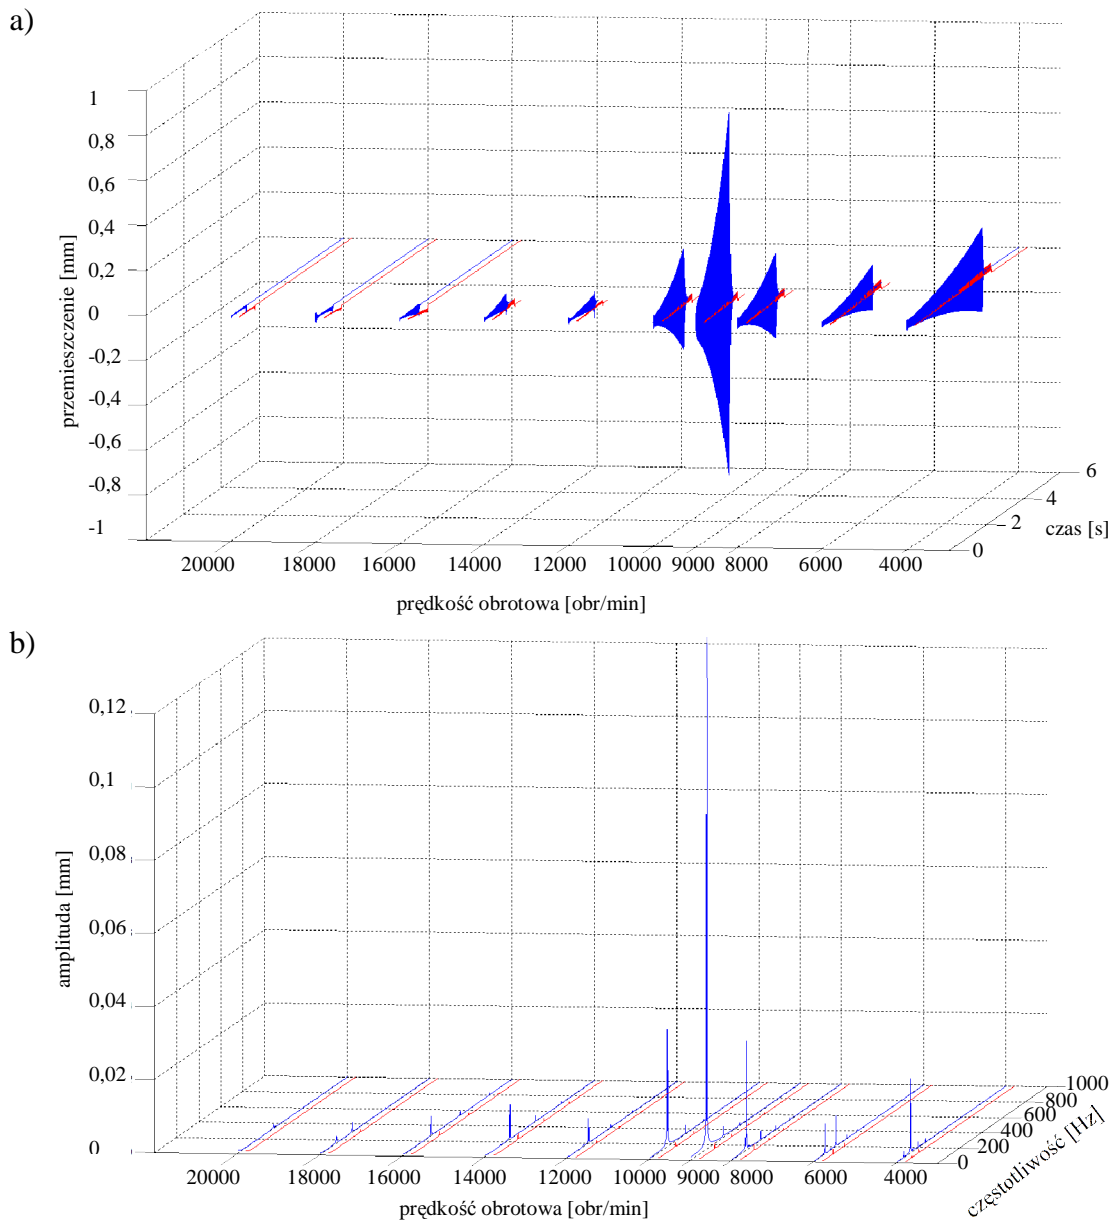 a)
1
0.8
0,6
0,4
0,2
0
-0,2
-0,4
-0,6
-0,8
-1
przemieszczenie [mm]
20000 18000 16000 14000 12000 10000 9000 8000 6000 4000
prędkość obrotowa [obr/min]
0 2 4 6
czas [s]
b)
0,12
0,1
0,08
0,06
0,04
0,02
0
amplituda [mm]
20000 18000 16000 14000 12000 10000 9000 8000 6000 4000
prędkość obrotowa [obr/min]
0 200 400 600 800 1000
częstotliwość [Hz]